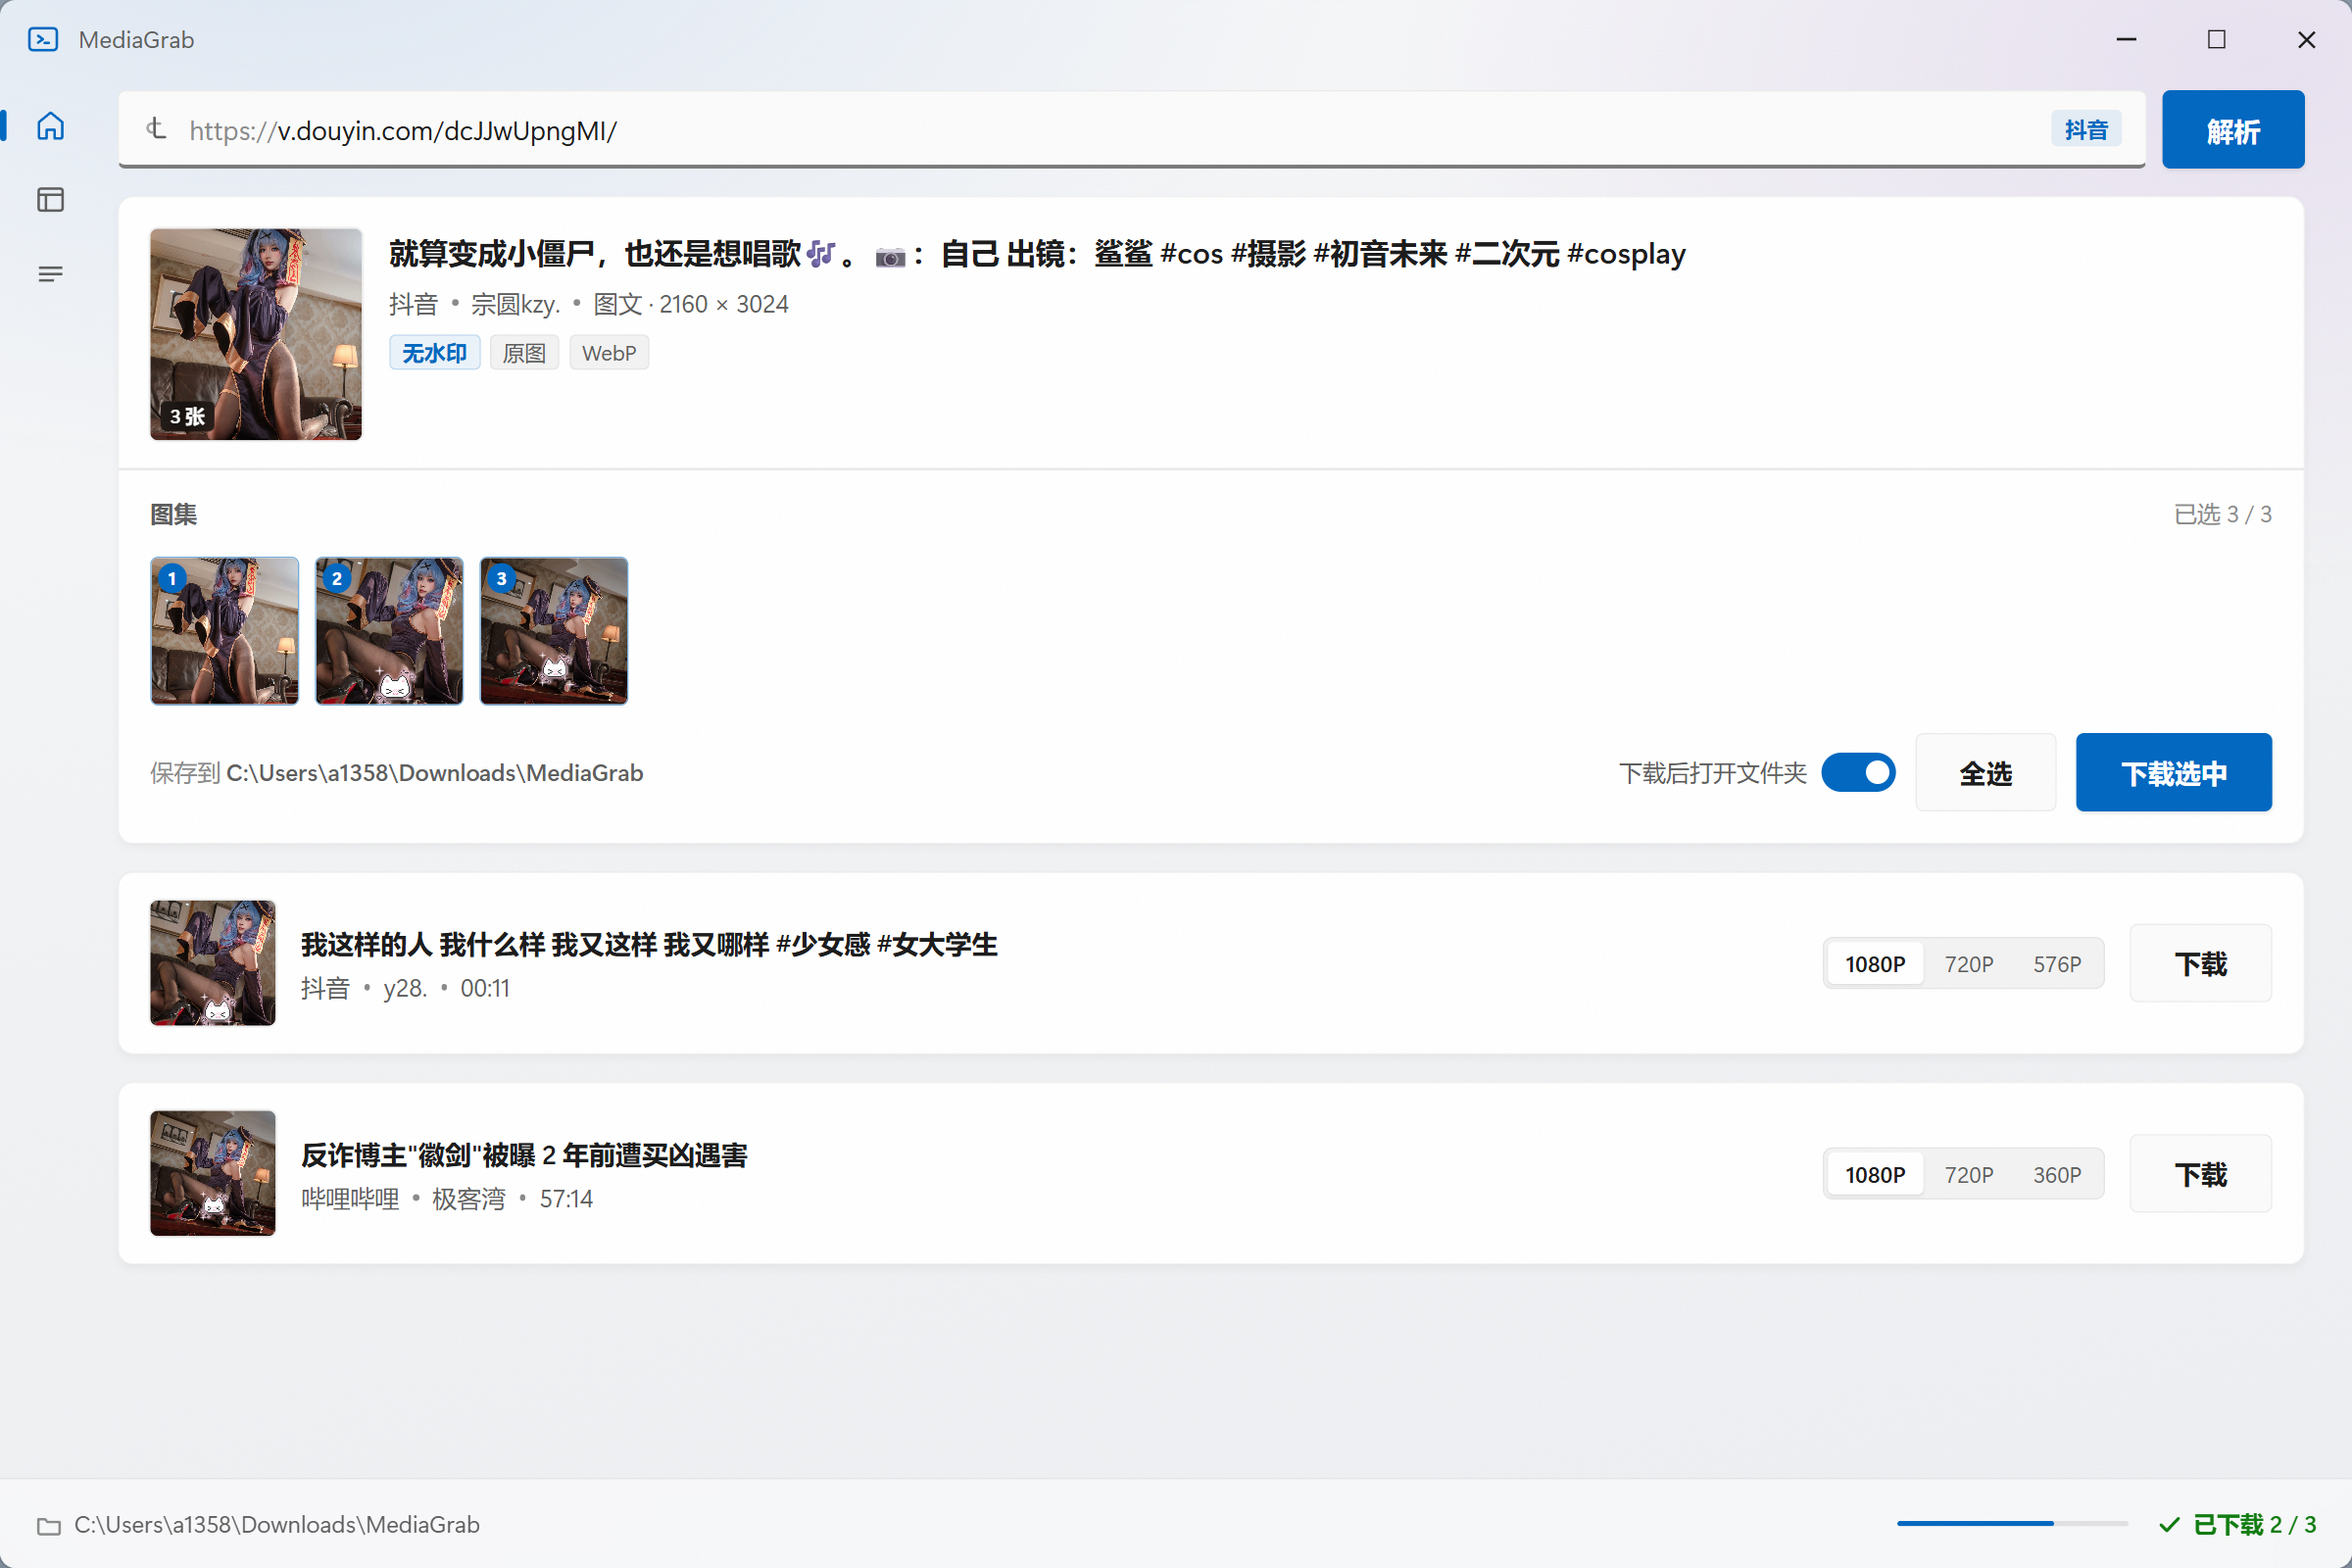 MediaGrab
https://v.douyin.com/dcJJwUpngMI/
抖音
解析
就算变成小僵尸，也还是想唱歌🎶。📷：自己 出镜：鲨鲨 #cos #摄影 #初音未来 #二次元 #cosplay
抖音 • 宗圆kzy. • 图文 · 2160 × 3024
无水印 原图 WebP
3 张
图集
已选 3 / 3
1 2 3
保存到 C:\Users\a1358\Downloads\MediaGrab
下载后打开文件夹
全选
下载选中
我这样的人 我什么样 我又这样 我又哪样 #少女感 #女大学生
抖音 • y28. • 00:11
1080P 720P 576P
下载
反诈博主"徽剑"被曝 2 年前遭买凶遇害
哔哩哔哩 • 极客湾 • 57:14
1080P 720P 360P
下载
C:\Users\a1358\Downloads\MediaGrab
已下载 2 / 3